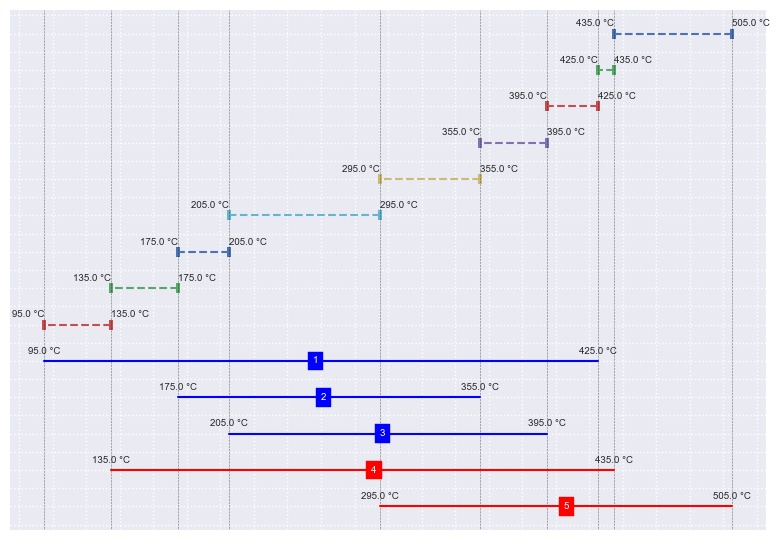 435.0 °C 505.0 °C
425.0 °C 435.0 °C
395.0 °C 425.0 °C
355.0 °C 395.0 °C
295.0 °C 355.0 °C
205.0 °C 295.0 °C
175.0 °C 205.0 °C
135.0 °C 175.0 °C
95.0 °C 135.0 °C
95.0 °C 425.0 °C
1
175.0 °C 355.0 °C
2
205.0 °C 395.0 °C
3
135.0 °C 435.0 °C
4
295.0 °C 505.0 °C
5